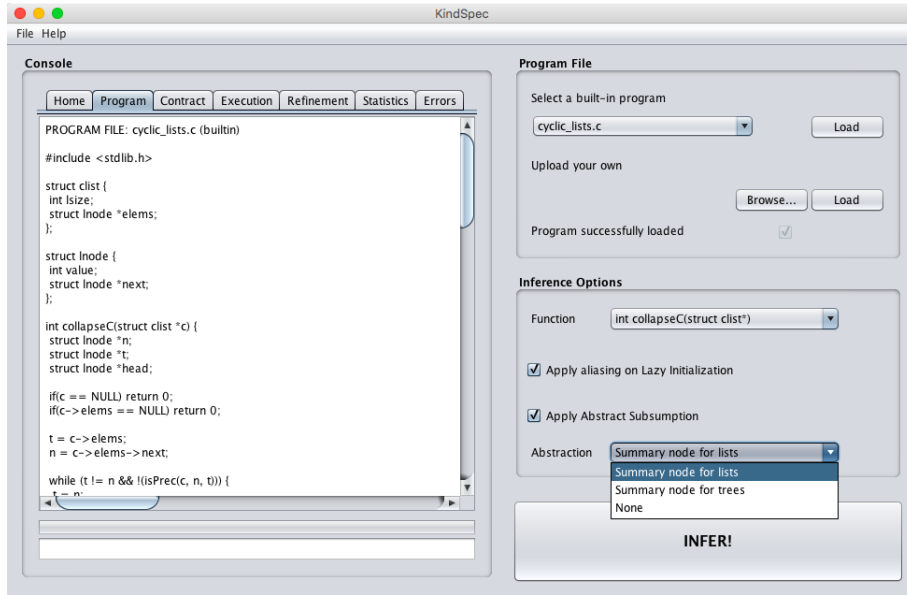 KindSpec
File Help
Console
Home Program Contract Execution Refinement Statistics Errors
PROGRAM FILE: cyclic_lists.c (builtin)
#include <stdlib.h>
struct clist {
int lsize;
struct lnode *elems;
};
struct lnode {
int value;
struct lnode *next;
};
int collapseC(struct clist *c) {
struct lnode *n;
struct lnode *t;
struct lnode *head;
if(c == NULL) return 0;
if(c->elems == NULL) return 0;
t = c->elems;
n = c->elems->next;
while (t != n && !(isPrec(c, n, t))) {
t = n;
Program File
Select a built-in program
cyclic_lists.c Load
Upload your own
Browse... Load
Program successfully loaded
Inference Options
Function int collapseC(struct clist*)
Apply aliasing on Lazy Initialization
Apply Abstract Subsumption
Abstraction Summary node for lists
Summary node for lists
Summary node for trees
None
INFER!